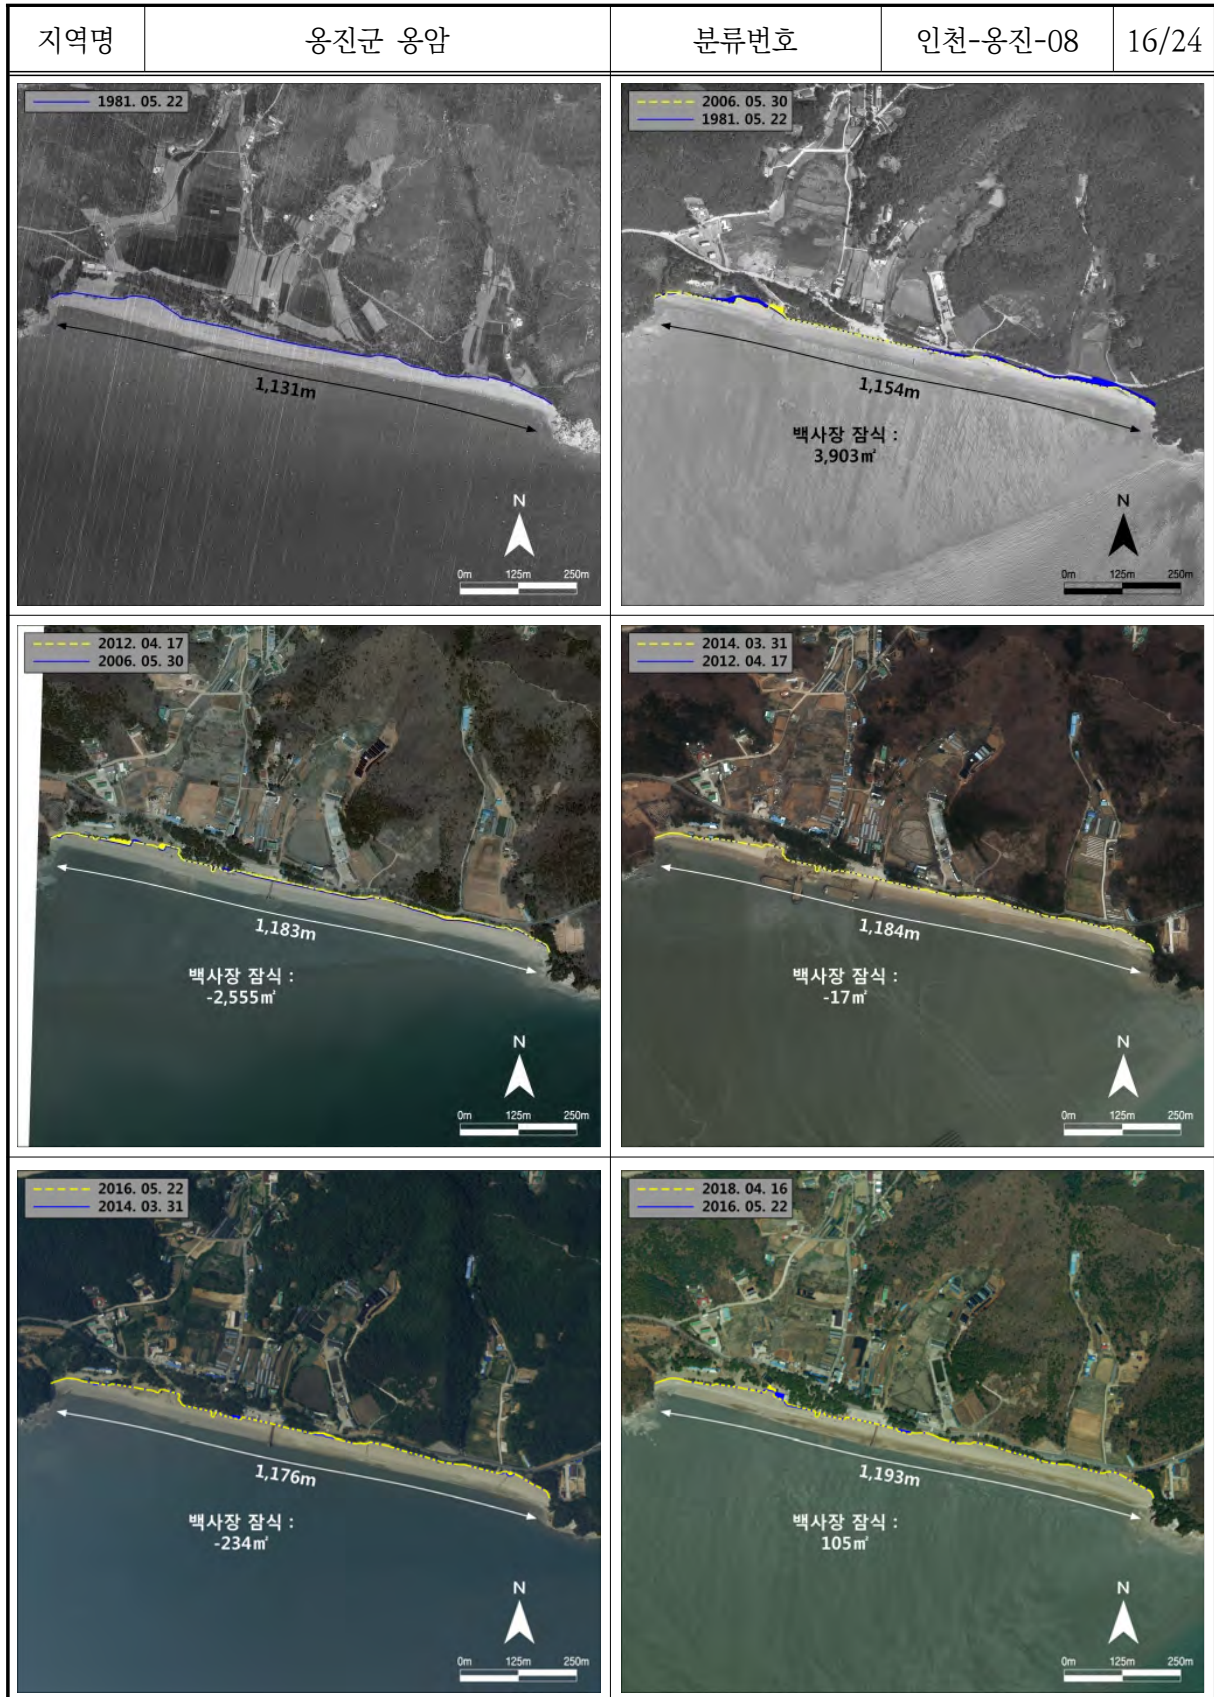 지역명 옹진군 옹암 분류번호 인천-옹진-08 16/24
1981. 05. 22
1,131m
N
0m 125m 250m
2006. 05. 30
1981. 05. 22
1,154m
백사장 잠식 :
3,903㎡
N
0m 125m 250m
2012. 04. 17
2006. 05. 30
1,183m
백사장 잠식 :
-2,555㎡
N
0m 125m 250m
2014. 03. 31
2012. 04. 17
1,184m
백사장 잠식 :
-17㎡
N
0m 125m 250m
2016. 05. 22
2014. 03. 31
1,176m
백사장 잠식 :
-234㎡
N
0m 125m 250m
2018. 04. 16
2016. 05. 22
1,193m
백사장 잠식 :
105㎡
N
0m 125m 250m